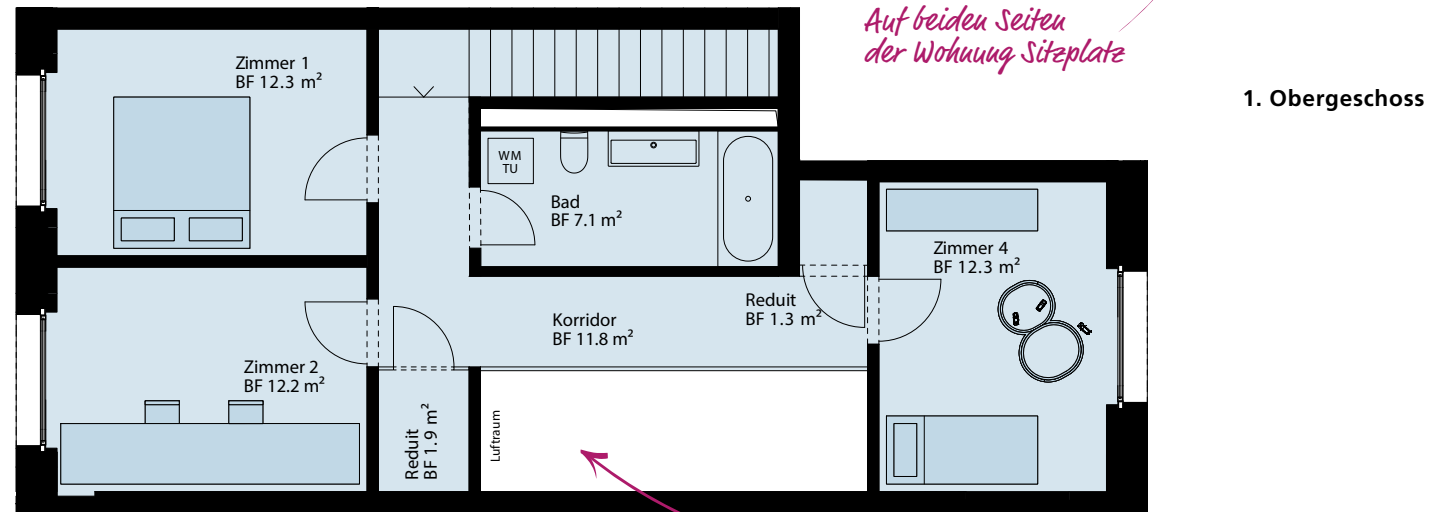 Auf beiden Seiten
der Wohnung Sitzplatz
1. Obergeschoss
Zimmer 1
BF 12.3 m²
WM
TU
Bad
BF 7.1 m²
Zimmer 4
BF 12.3 m²
Reduit
BF 1.3 m²
Korridor
BF 11.8 m²
Zimmer 2
BF 12.2 m²
Reduit
BF 1.9 m²
Luftraum